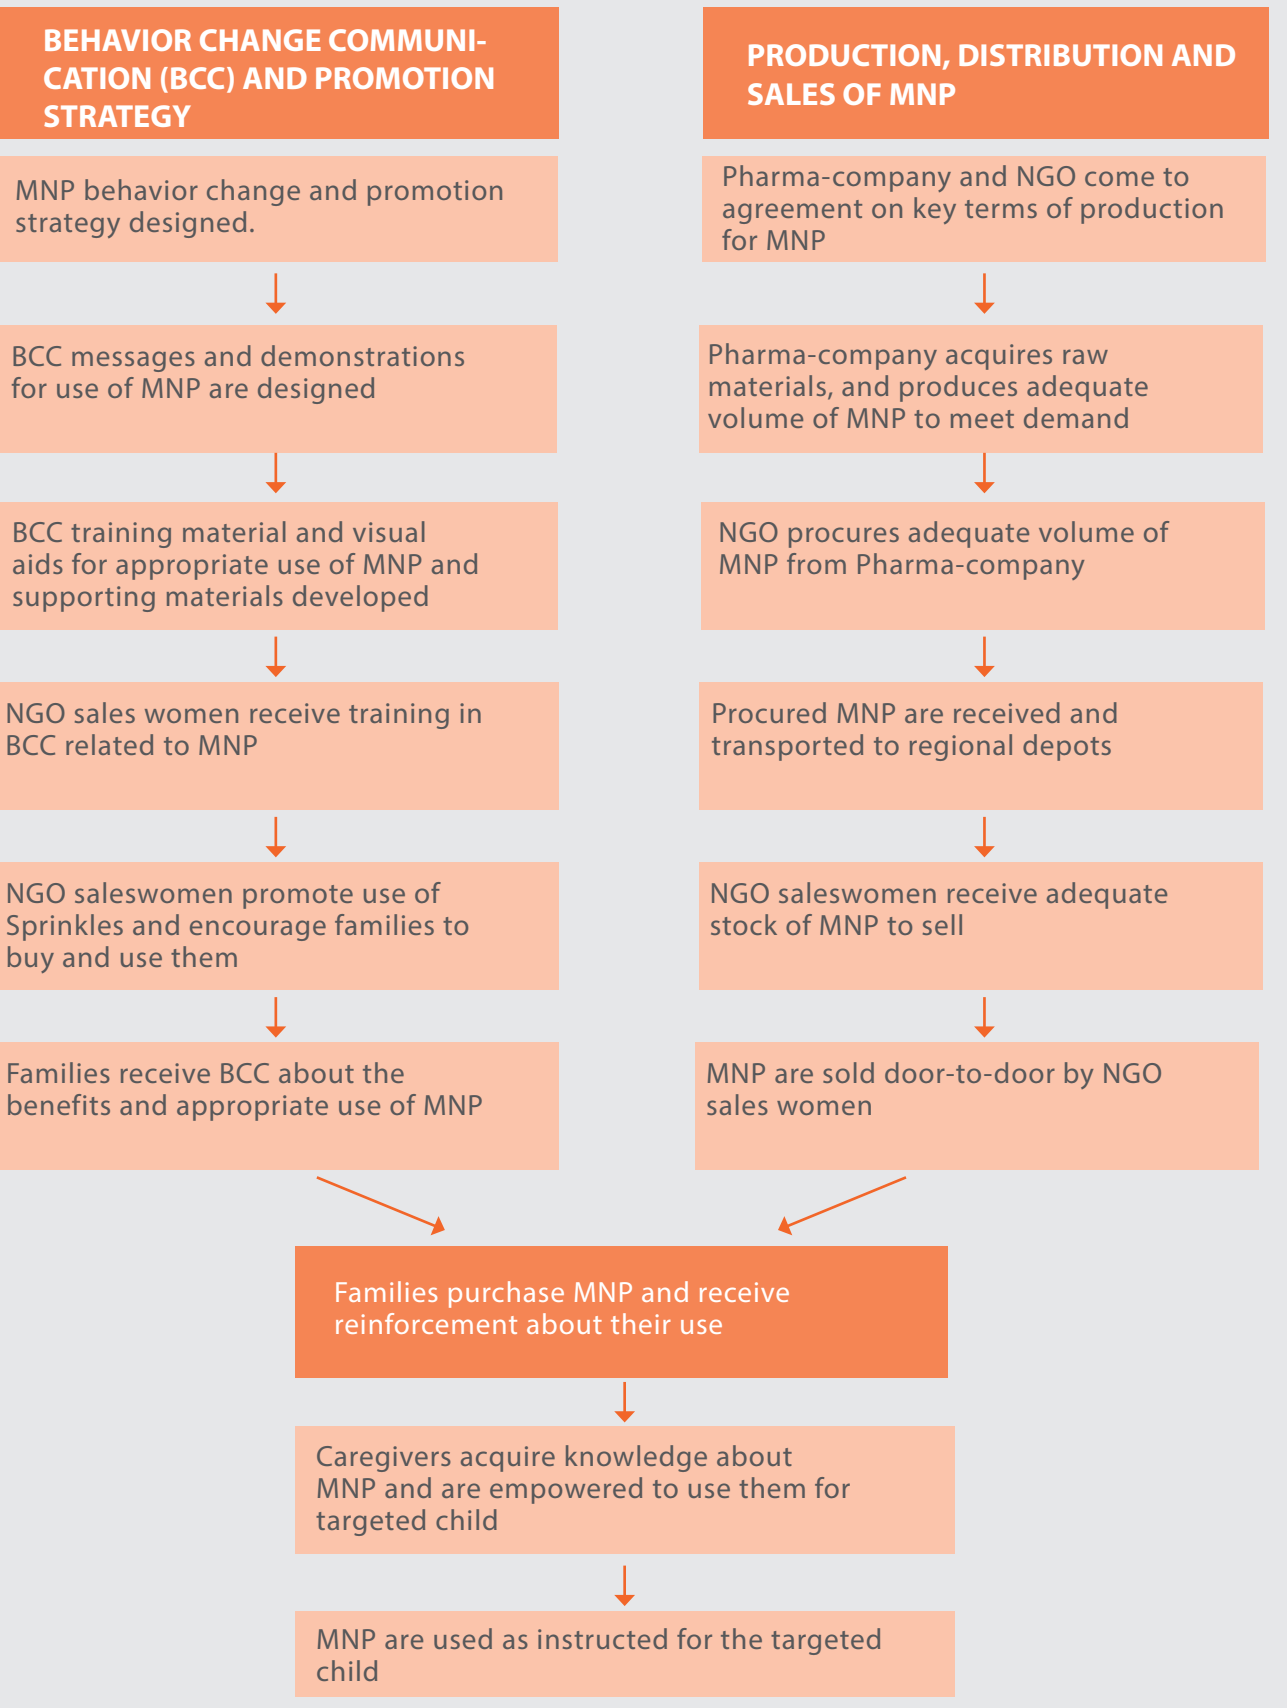 BEHAVIOR CHANGE COMMUNI-
CATION (BCC) AND PROMOTION
STRATEGY
MNP behavior change and promotion
strategy designed.
BCC messages and demonstrations
for use of MNP are designed
BCC training material and visual
aids for appropriate use of MNP and
supporting materials developed
NGO sales women receive training in
BCC related to MNP
NGO saleswomen promote use of
Sprinkles and encourage families to
buy and use them
Families receive BCC about the
benefits and appropriate use of MNP
PRODUCTION, DISTRIBUTION AND
SALES OF MNP
Pharma-company and NGO come to
agreement on key terms of production
for MNP
Pharma-company acquires raw
materials, and produces adequate
volume of MNP to meet demand
NGO procures adequate volume of
MNP from Pharma-company
Procured MNP are received and
transported to regional depots
NGO saleswomen receive adequate
stock of MNP to sell
MNP are sold door-to-door by NGO
sales women
Families purchase MNP and receive
reinforcement about their use
Caregivers acquire knowledge about
MNP and are empowered to use them for
targeted child
MNP are used as instructed for the targeted
child